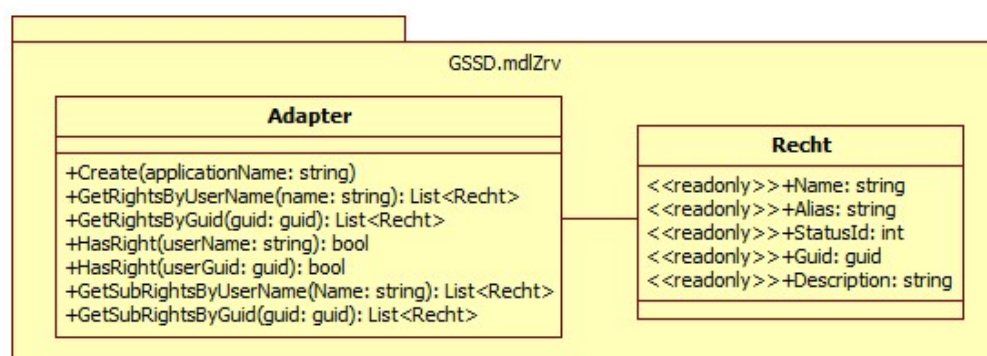 GSSD.mdlZrv
Adapter
+Create(applicationName: string)
+GetRightsByUserName(name: string): List<Recht>
+GetRightsByGuid(guid: guid): List<Recht>
+HasRight(userName: string): bool
+HasRight(userGuid: guid): bool
+GetSubRightsByUserName(Name: string): List<Recht>
+GetSubRightsByGuid(guid: guid): List<Recht>
Recht
<<readonly>>+Name: string
<<readonly>>+Alias: string
<<readonly>>+StatusId: int
<<readonly>>+Guid: guid
<<readonly>>+Description: string